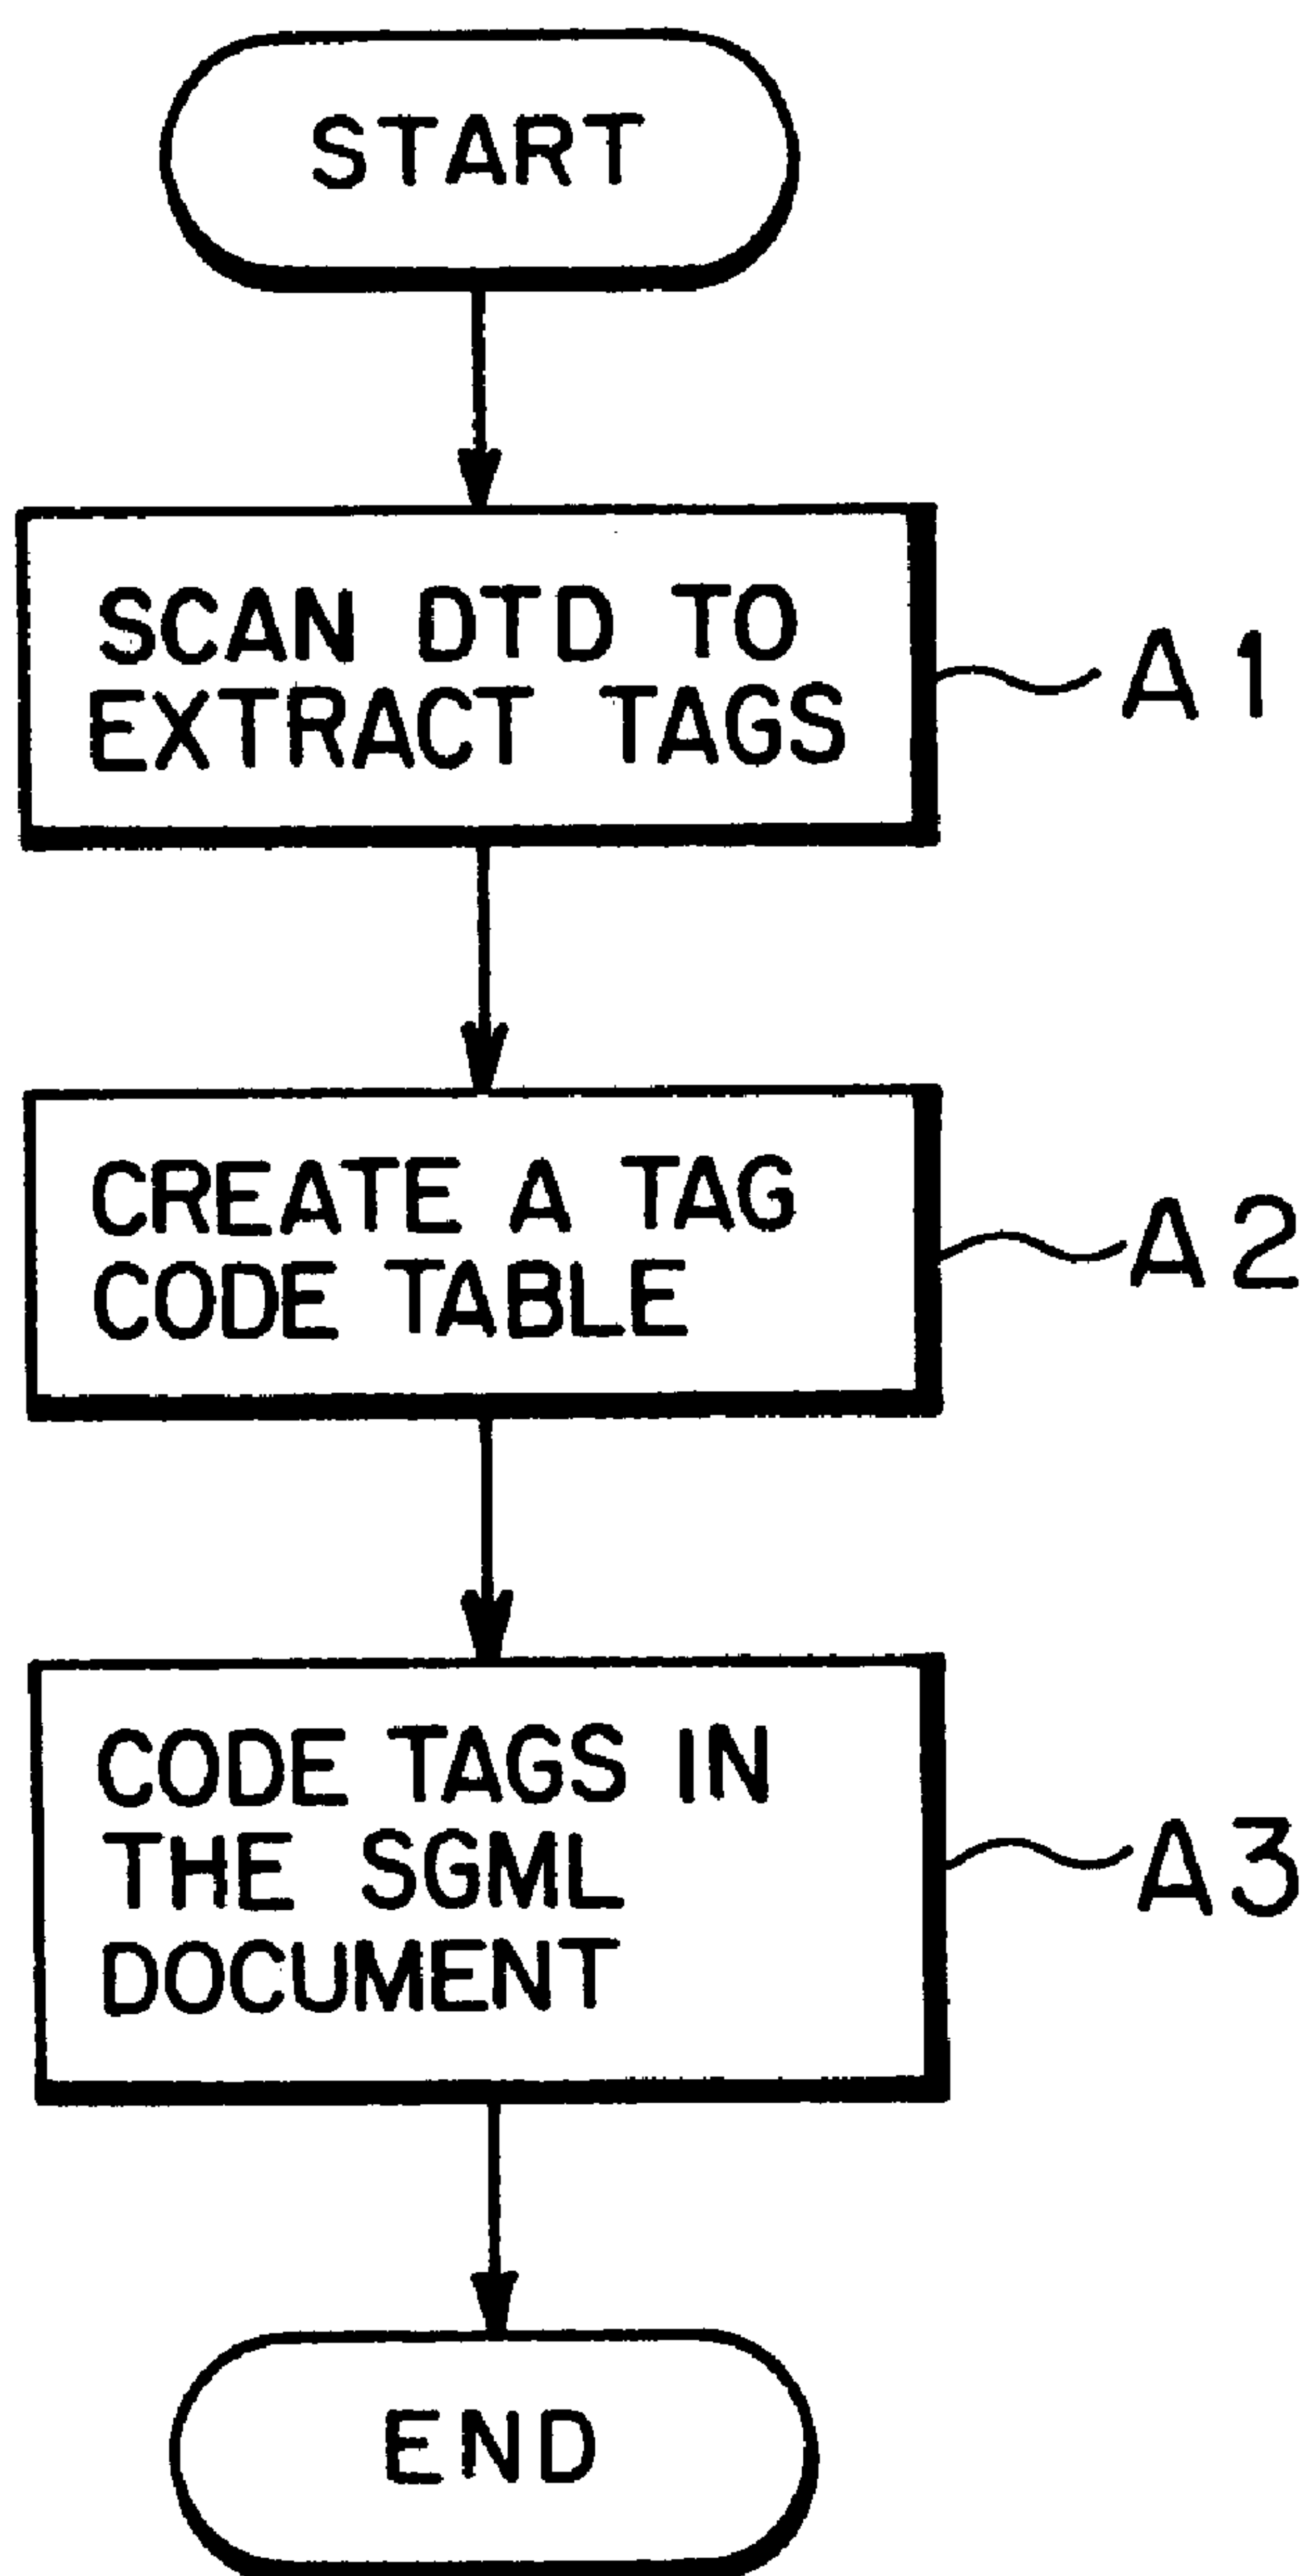 START
SCAN DTD TO
EXTRACT TAGS
A1
CREATE A TAG
CODE TABLE
A2
CODE TAGS IN
THE SGML
DOCUMENT
A3
END